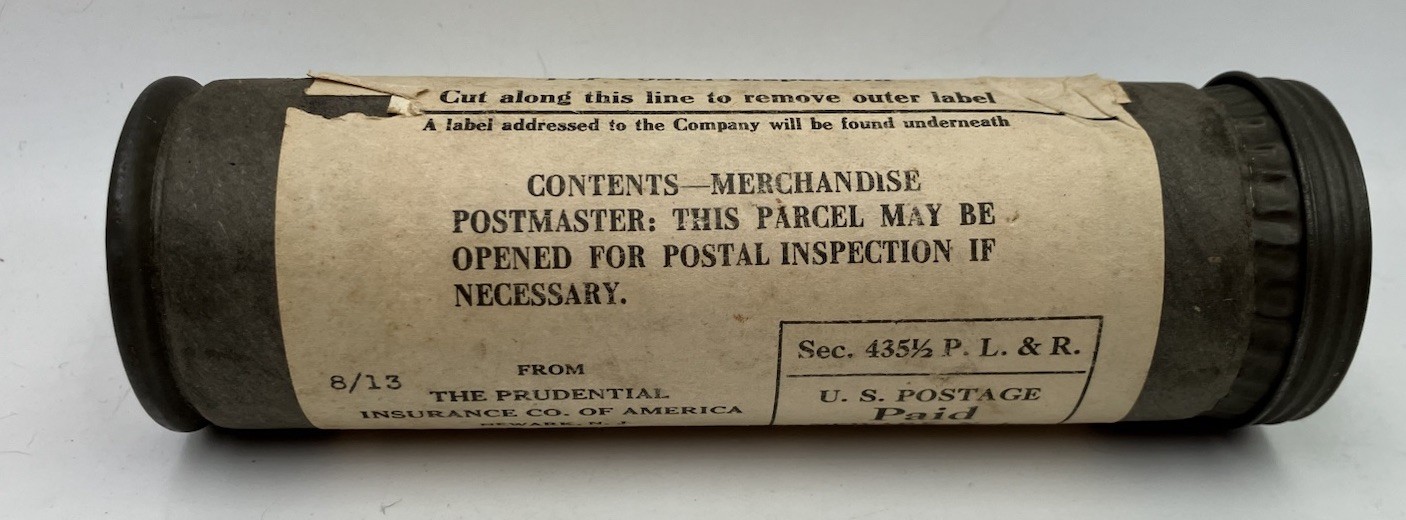 Cut along this line to remove outer label
A label addressed to the Company will be found underneath
CONTENTS—MERCHANDISE
POSTMASTER: THIS PARCEL MAY BE
OPENED FOR POSTAL INSPECTION IF
NECESSARY.
8/13
FROM
THE PRUDENTIAL
INSURANCE CO. OF AMERICA
NEWARK, N. J.
Sec. 435½ P. L. & R.
U. S. POSTAGE
Paid